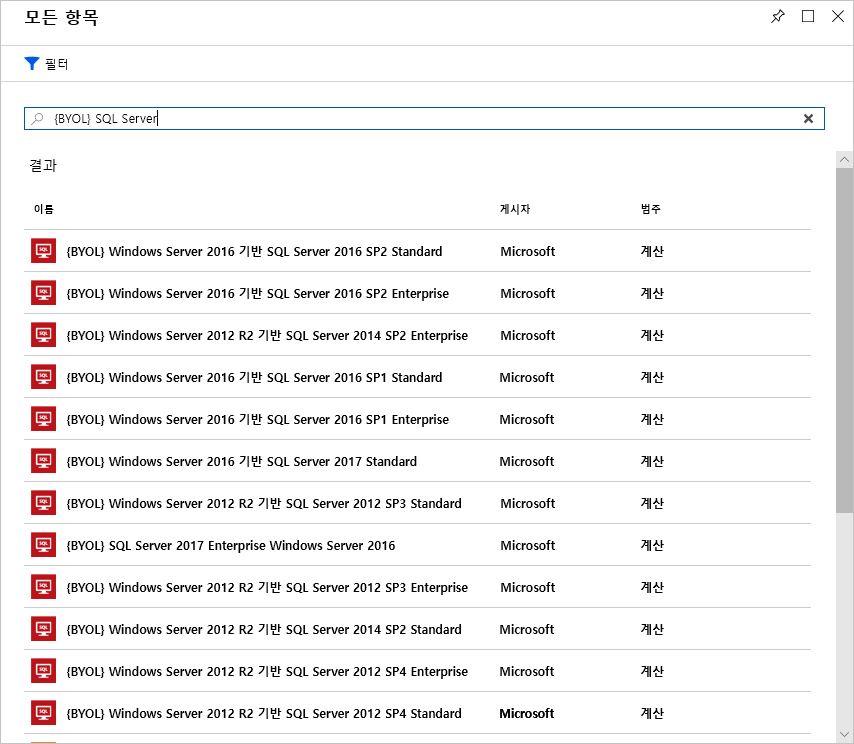 모든 항목
필터
{BYOL} SQL Server
결과
이름 게시자 범주
{BYOL} Windows Server 2016 기반 SQL Server 2016 SP2 Standard Microsoft 계산
{BYOL} Windows Server 2016 기반 SQL Server 2016 SP2 Enterprise Microsoft 계산
{BYOL} Windows Server 2012 R2 기반 SQL Server 2014 SP2 Enterprise Microsoft 계산
{BYOL} Windows Server 2016 기반 SQL Server 2016 SP1 Standard Microsoft 계산
{BYOL} Windows Server 2016 기반 SQL Server 2016 SP1 Enterprise Microsoft 계산
{BYOL} Windows Server 2016 기반 SQL Server 2017 Standard Microsoft 계산
{BYOL} Windows Server 2012 R2 기반 SQL Server 2012 SP3 Standard Microsoft 계산
{BYOL} SQL Server 2017 Enterprise Windows Server 2016 Microsoft 계산
{BYOL} Windows Server 2012 R2 기반 SQL Server 2012 SP3 Enterprise Microsoft 계산
{BYOL} Windows Server 2012 R2 기반 SQL Server 2014 SP2 Standard Microsoft 계산
{BYOL} Windows Server 2012 R2 기반 SQL Server 2012 SP4 Enterprise Microsoft 계산
{BYOL} Windows Server 2012 R2 기반 SQL Server 2012 SP4 Standard Microsoft 계산